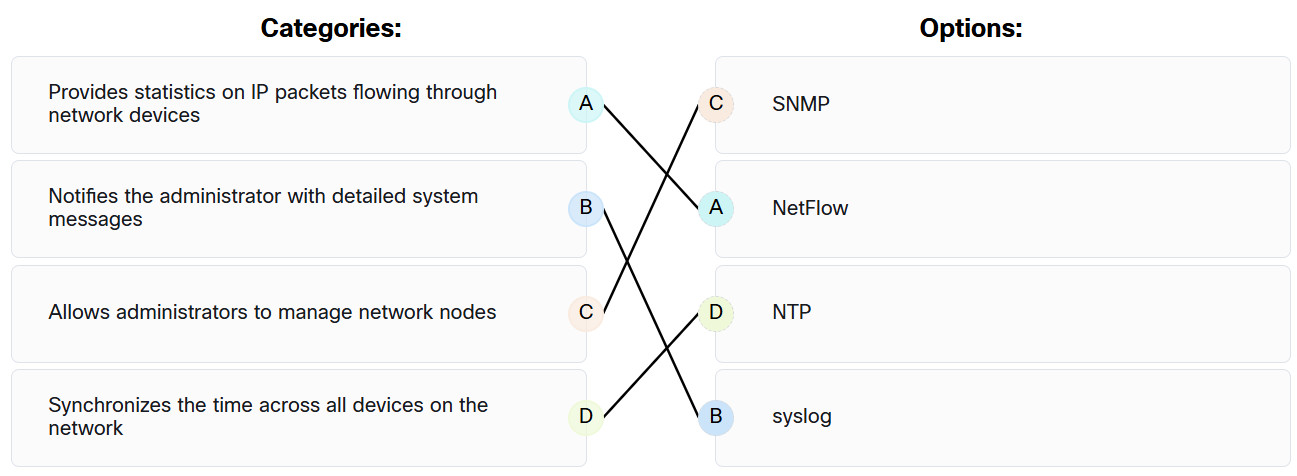 Categories:
Options:
Provides statistics on IP packets flowing through
network devices
A
C
SNMP
Notifies the administrator with detailed system
messages
B
A
NetFlow
Allows administrators to manage network nodes
C
D
NTP
Synchronizes the time across all devices on the
network
D
B
syslog